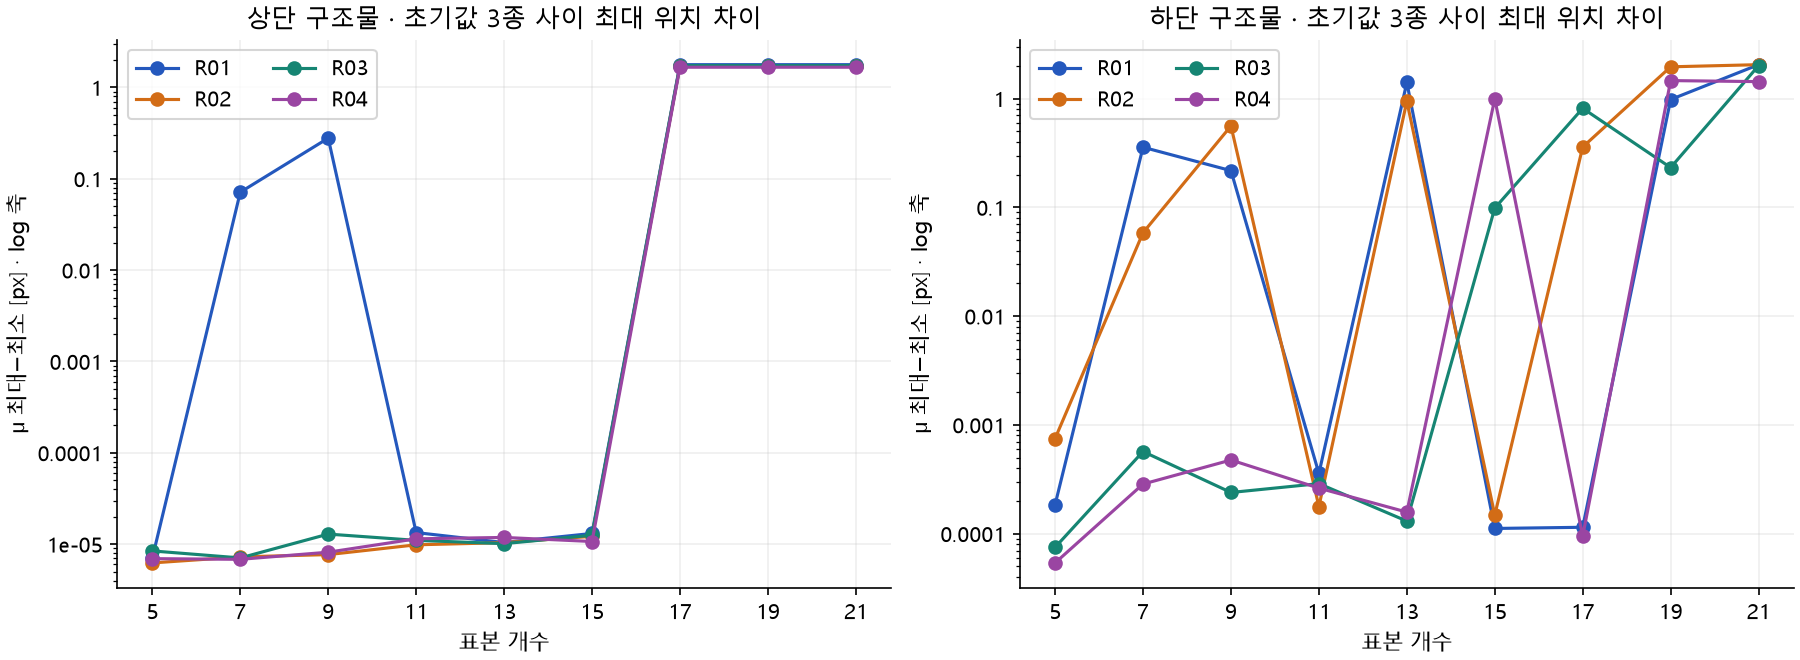 상단 구조물 · 초기값 3종 사이 최대 위치 차이
R01
R02
R03
R04
1
0.1
0.01
0.001
0.0001
1e-05
μ 최대−최소 [px] · log 축
5 7 9 11 13 15 17 19 21
표본 개수
하단 구조물 · 초기값 3종 사이 최대 위치 차이
R01
R02
R03
R04
1
0.1
0.01
0.001
0.0001
μ 최대−최소 [px] · log 축
5 7 9 11 13 15 17 19 21
표본 개수